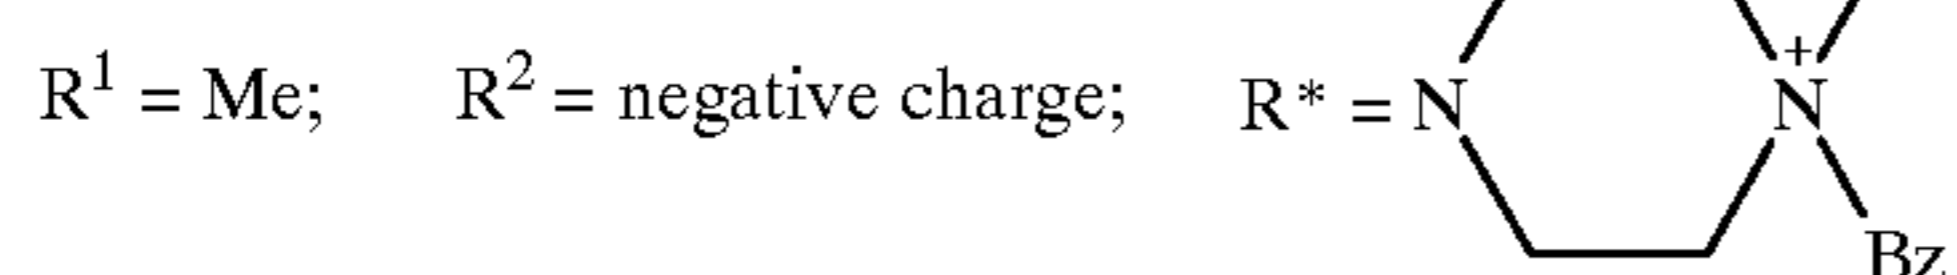 R¹ = Me; R² = negative charge; R* = N N⁺
Bz